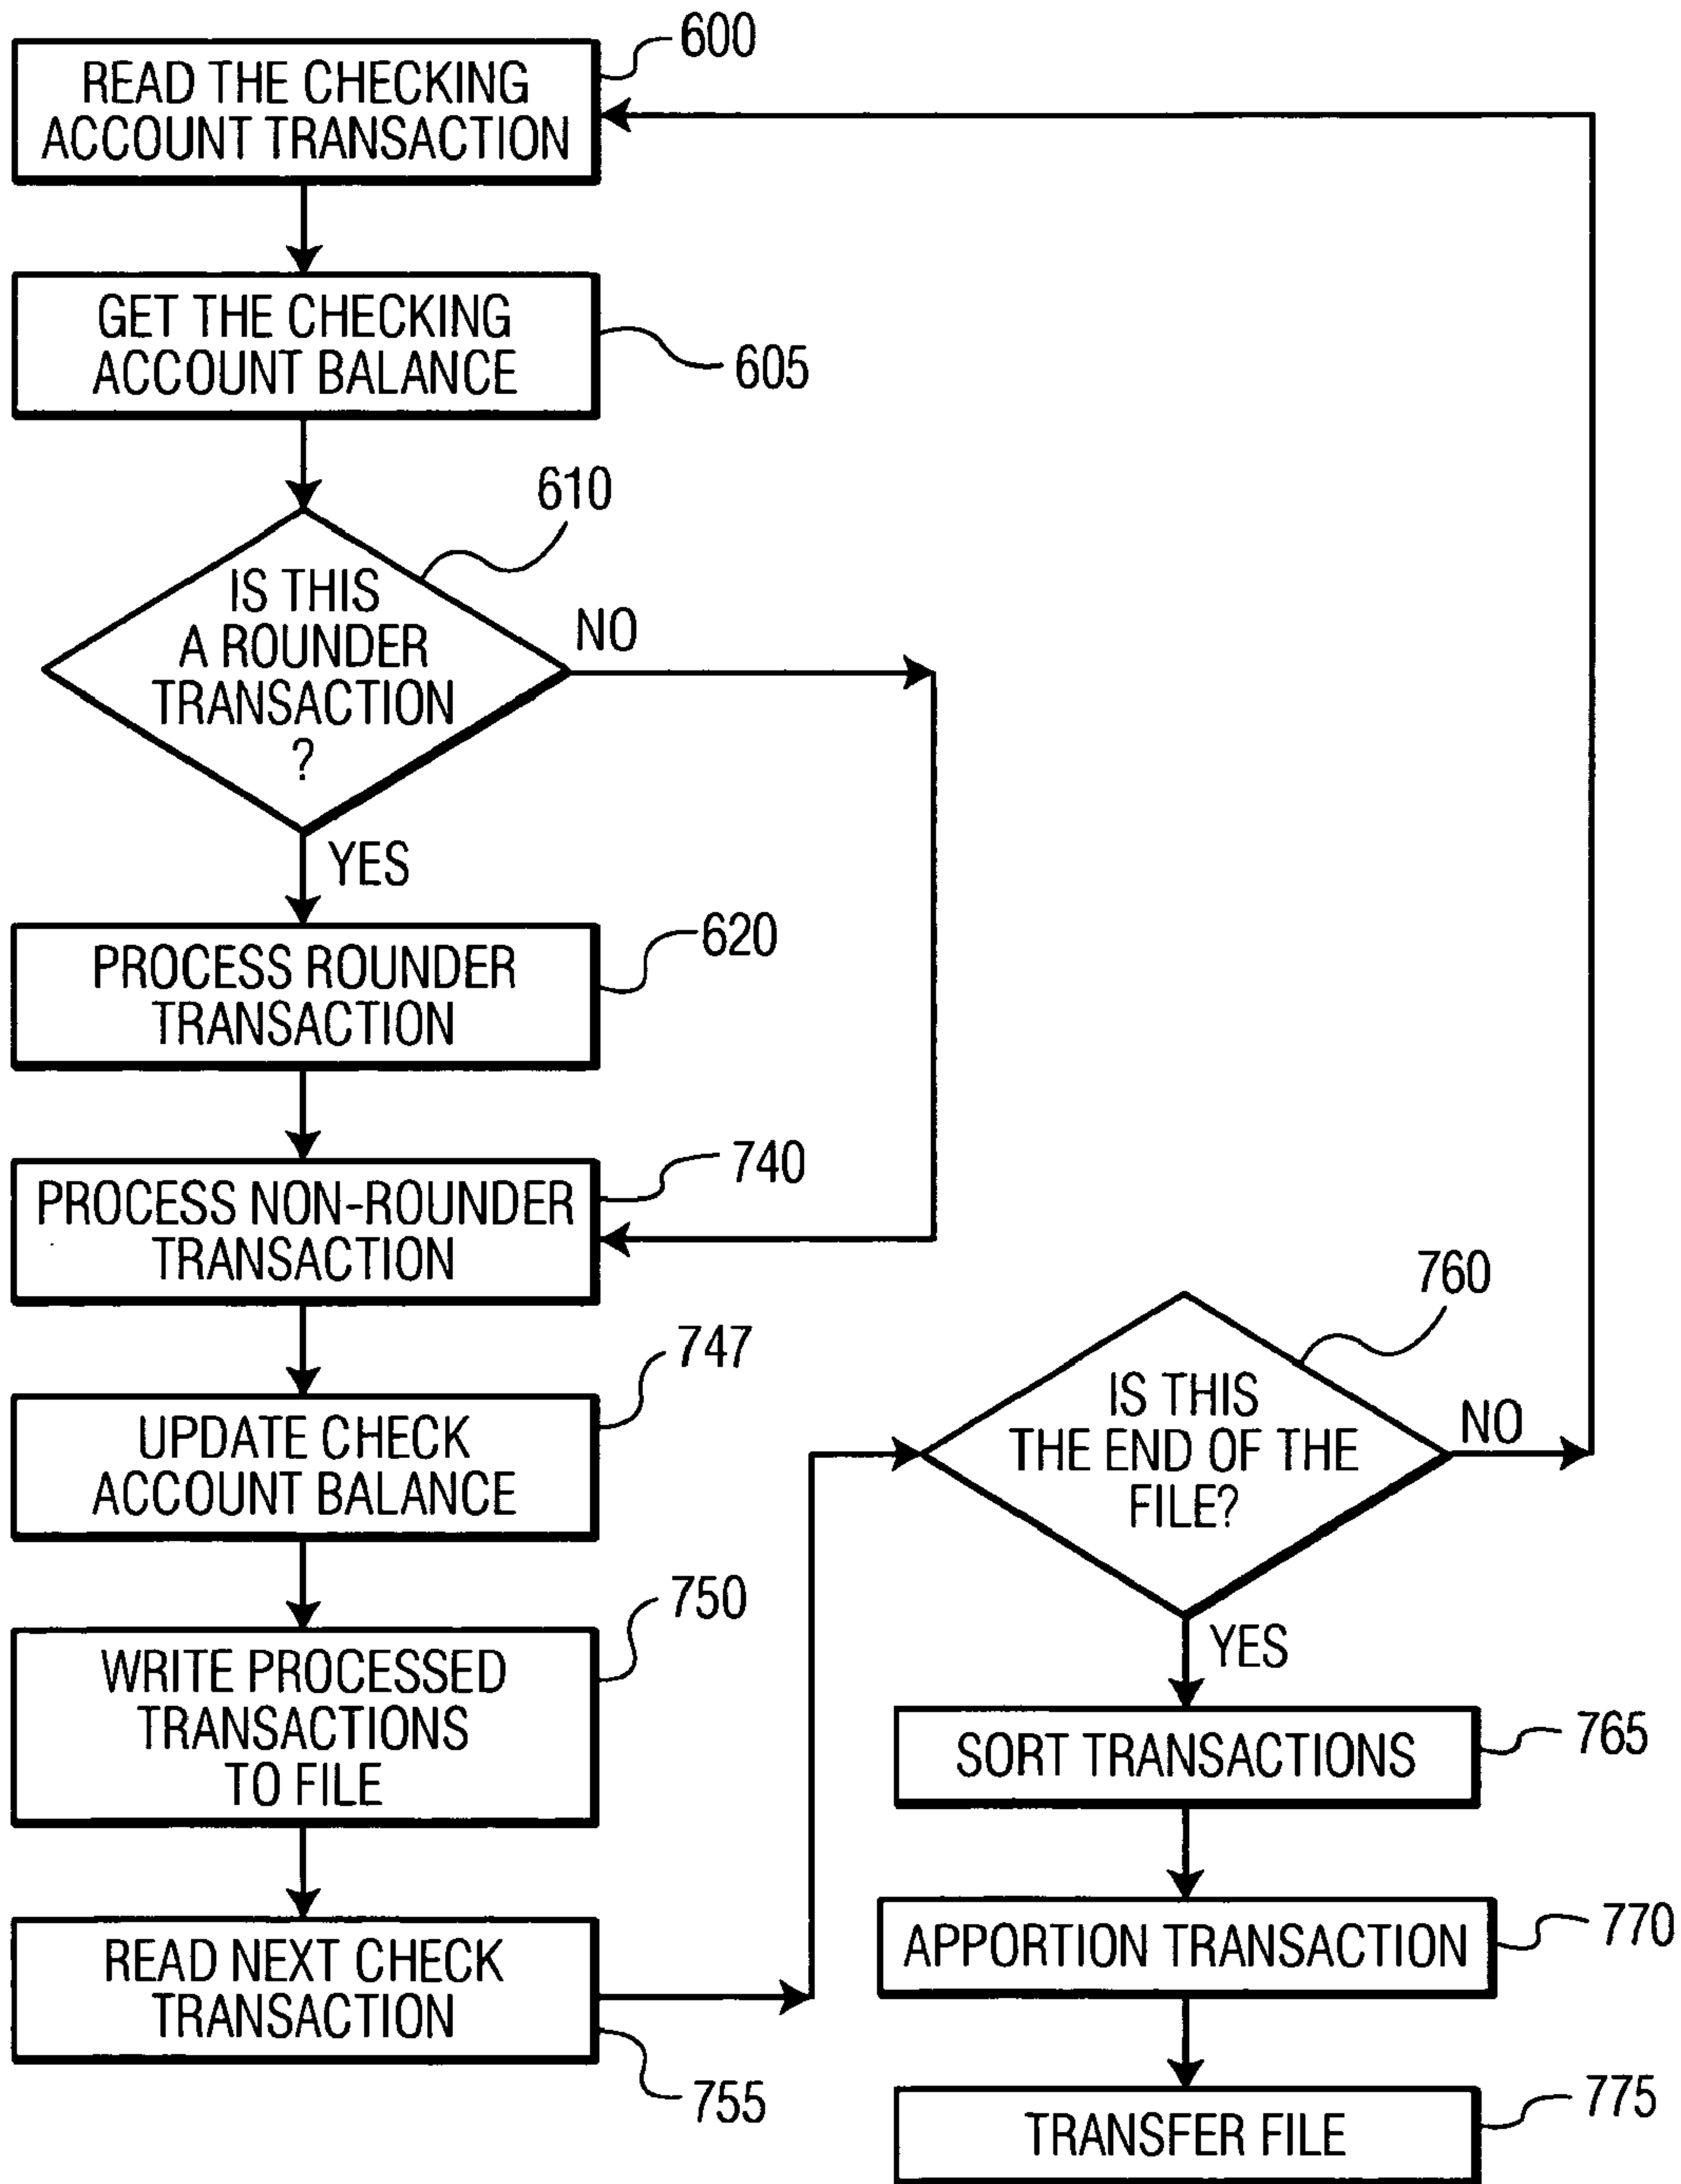 600
READ THE CHECKING
ACCOUNT TRANSACTION
GET THE CHECKING
ACCOUNT BALANCE
605
610
IS THIS
A ROUNDER
TRANSACTION
?
NO
YES
PROCESS ROUNDER
TRANSACTION
620
PROCESS NON-ROUNDER
TRANSACTION
740
UPDATE CHECK
ACCOUNT BALANCE
747
WRITE PROCESSED
TRANSACTIONS
TO FILE
750
READ NEXT CHECK
TRANSACTION
755
760
IS THIS
THE END OF THE
FILE?
NO
YES
SORT TRANSACTIONS
765
APPORTION TRANSACTION
770
TRANSFER FILE
775